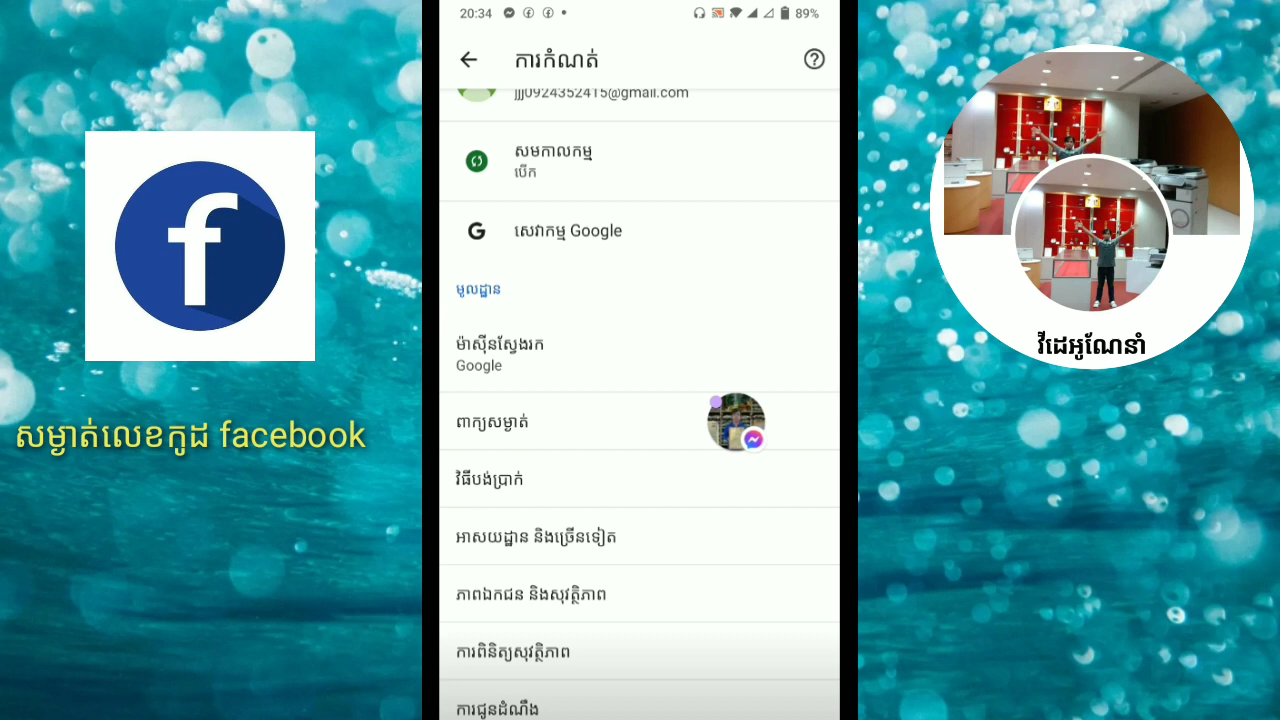 សម្ងាត់លេខកូដ facebook
20:34
89%
ការកំណត់
jjj0924352415@gmail.com
សមកាលកម្ម
បើក
សេវាកម្ម Google
មូលដ្ឋាន
ម៉ាស៊ីនស្វែងរក
Google
ពាក្យសម្ងាត់
វិធីបង់ប្រាក់
អាសយដ្ឋាន និងច្រើនទៀត
ភាពឯកជន និងសុវត្ថិភាព
ការពិនិត្យសុវត្ថិភាព
ការជូនដំណឹង
វីដេអូណែនាំ